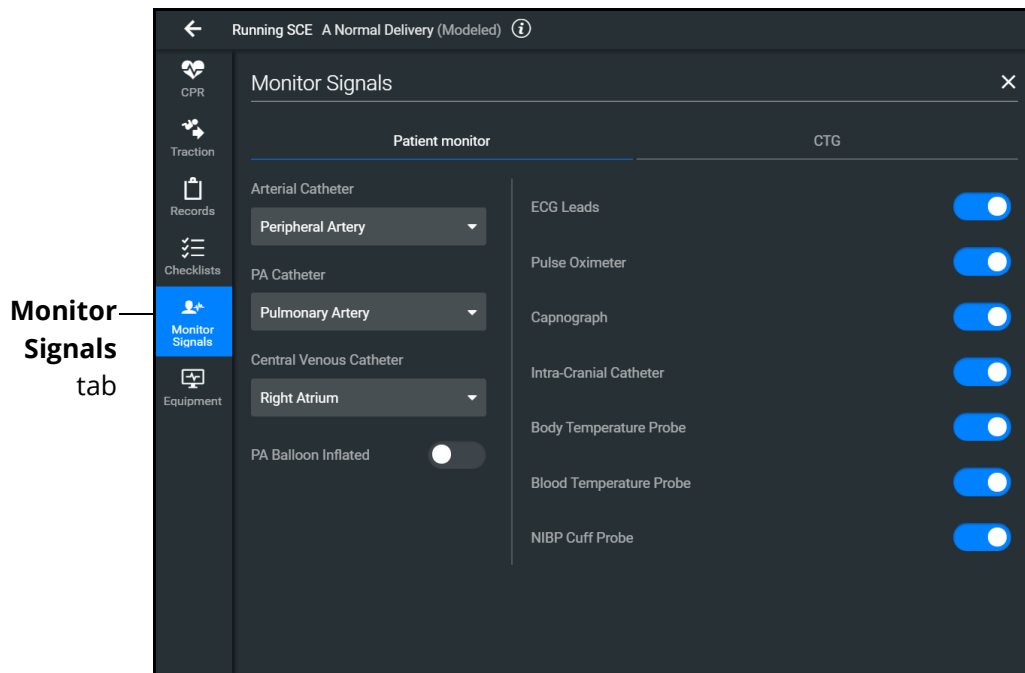 Running SCE A Normal Delivery (Modeled)
CPR
Traction
Records
Checklists
Monitor
Signals
Equipment
Monitor
Signals
tab
Monitor Signals
Patient monitor
CTG
Arterial Catheter
Peripheral Artery
PA Catheter
Pulmonary Artery
Central Venous Catheter
Right Atrium
PA Balloon Inflated
ECG Leads
Pulse Oximeter
Capnograph
Intra-Cranial Catheter
Body Temperature Probe
Blood Temperature Probe
NIBP Cuff Probe